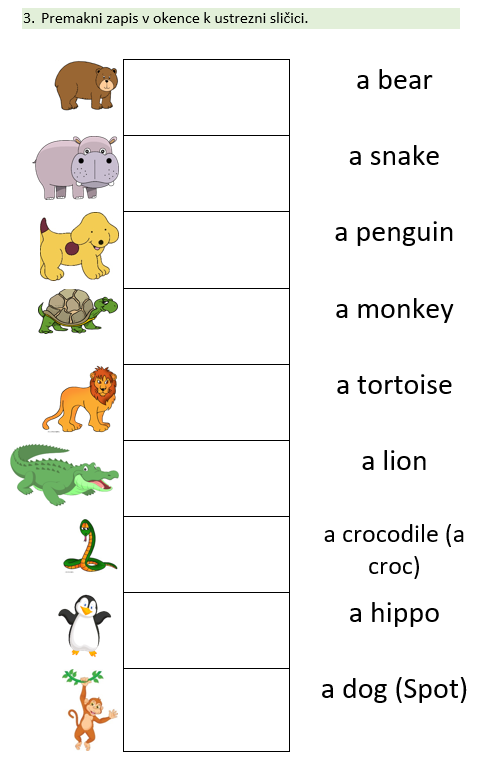 3. Premakni zapis v okence k ustrezni sličici.
a bear
a snake
a penguin
a monkey
a tortoise
a lion
a crocodile (a
croc)
a hippo
a dog (Spot)